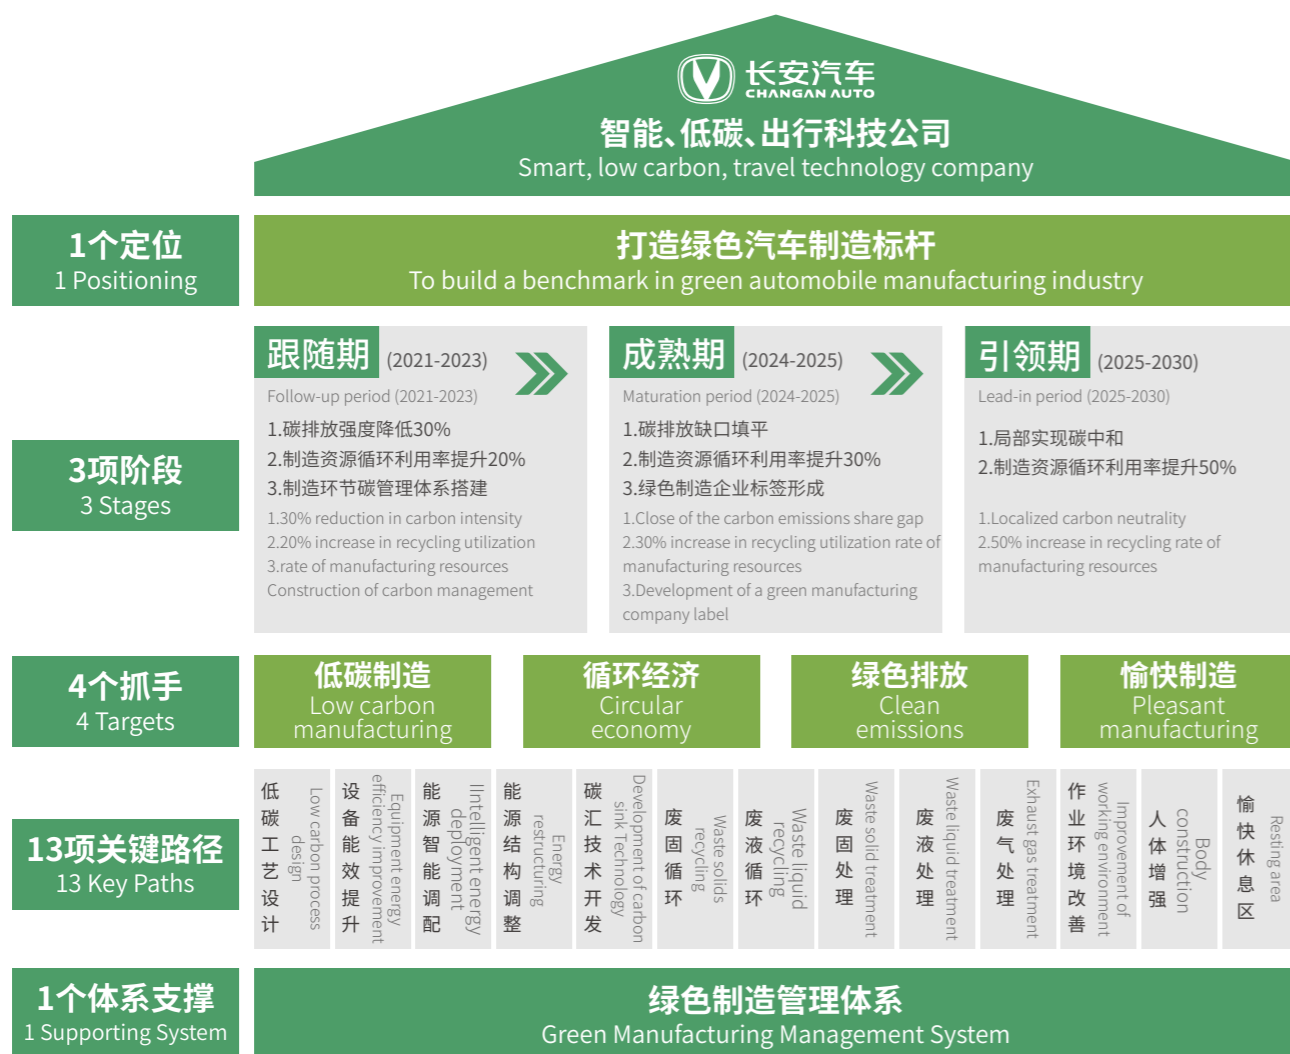 长安汽车
CHANGAN AUTO
智能、低碳、出行科技公司
Smart, low carbon, travel technology company
1个定位
1 Positioning
打造绿色汽车制造标杆
To build a benchmark in green automobile manufacturing industry
3项阶段
3 Stages
跟随期 (2021-2023)
Follow-up period (2021-2023)
1.碳排放强度降低30%
2.制造资源循环利用率提升20%
3.制造环节碳管理体系搭建
1.30% reduction in carbon intensity
2.20% increase in recycling utilization
3.rate of manufacturing resources
Construction of carbon management
成熟期 (2024-2025)
Maturation period (2024-2025)
1.碳排放缺口填平
2.制造资源循环利用率提升30%
3.绿色制造企业标签形成
1.Close of the carbon emissions share gap
2.30% increase in recycling utilization rate of
manufacturing resources
3.Development of a green manufacturing
company label
引领期 (2025-2030)
Lead-in period (2025-2030)
1.局部实现碳中和
2.制造资源循环利用率提升50%
1.Localized carbon neutrality
2.50% increase in recycling rate of
manufacturing resources
4个抓手
4 Targets
低碳制造
Low carbon
manufacturing
循环经济
Circular
economy
绿色排放
Clean
emissions
愉快制造
Pleasant
manufacturing
13项关键路径
13 Key Paths
低碳工艺设计
Low carbon process
design
设备能效提升
Equipment energy
efficiency improvement
能源智能调配
IIntelligent energy
deployment
能源结构调整
Energy
restructuring
碳汇技术开发
Development of carbon
sink Technology
废固循环
Waste solids
recycling
废液循环
Waste liquid
recycling
废固处理
Waste solid treatment
废液处理
Waste liquid treatment
废气处理
Exhaust gas treatment
作业环境改善
Improvement of
working environment
人体增强
Body
construction
愉快休息区
Resting area
1个体系支撑
1 Supporting System
绿色制造管理体系
Green Manufacturing Management System